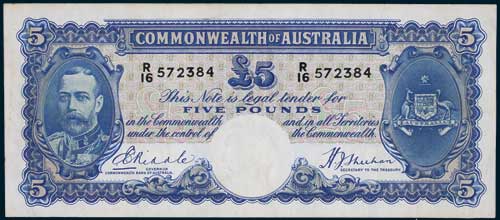 5 COMMONWEALTH OF AUSTRALIA 5
R/16 572384 £5 R/16 572384
This Note is Legal tender for
FIVE POUNDS
in the Commonwealth and in all Territories
under the control of the Commonwealth.
GOVERNOR
COMMONWEALTH BANK OF AUSTRALIA
SECRETARY TO THE TREASURY
5 5